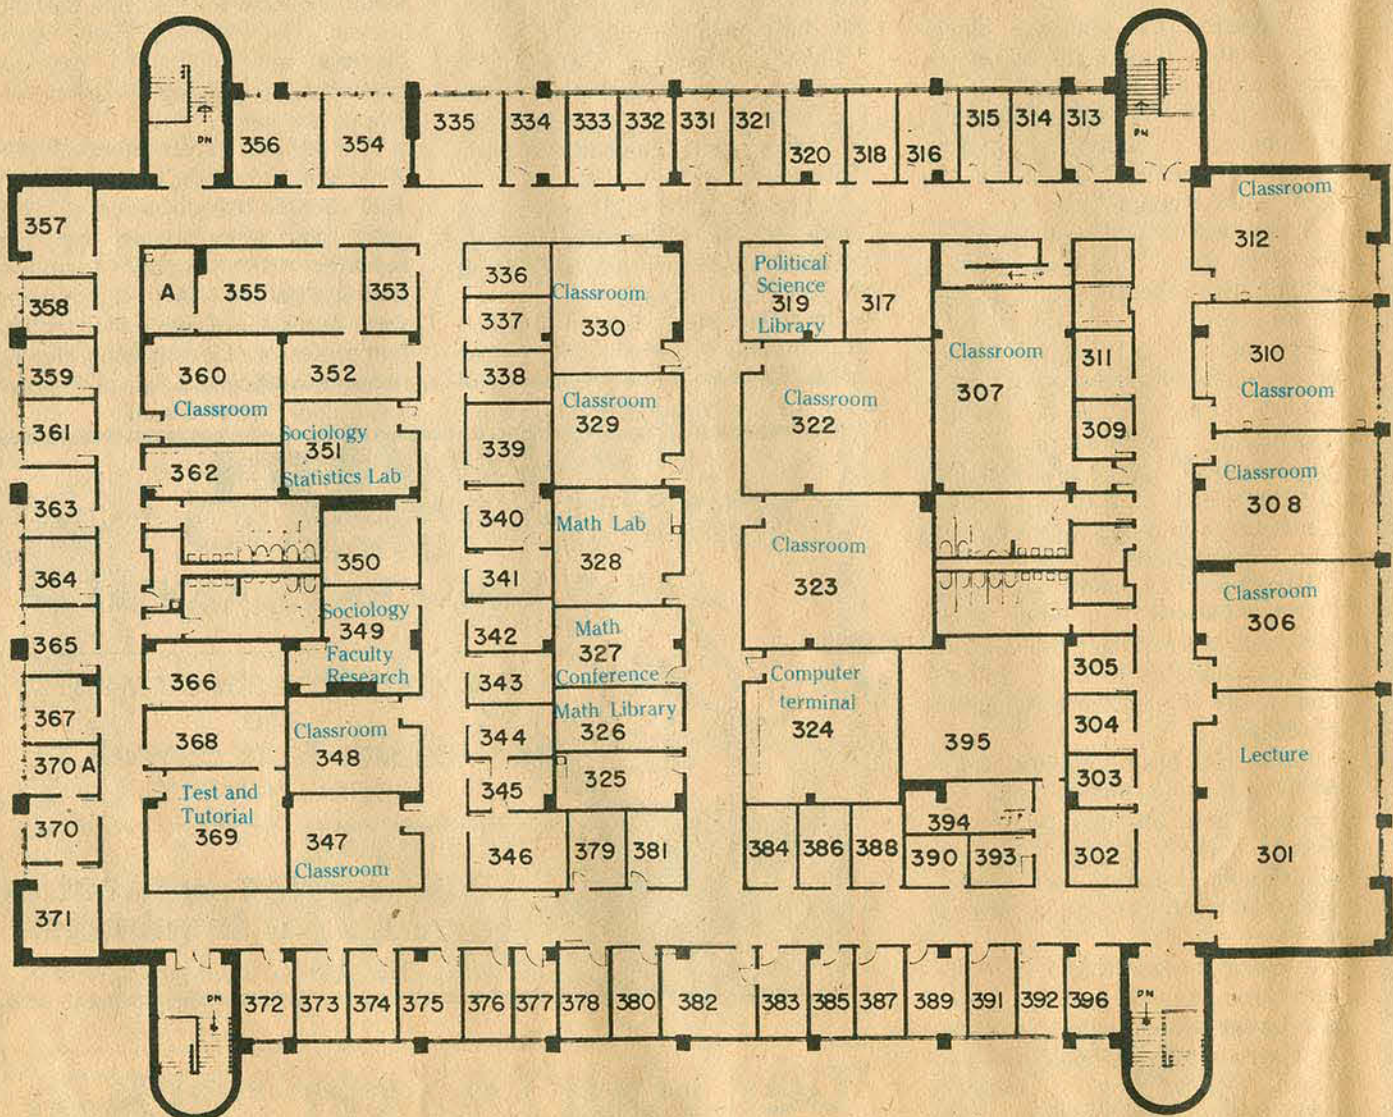 335 334 333 332 331 321 315 314 313
356 354 320 318 316
DN DN
Classroom
357 312
336 Political
A 355 353 Science
358 337 Classroom 319 317
330 Library
359 360 352 338 Classroom 311 310
Classroom Classroom Classroom 307 Classroom
361 Sociology 339 329 322 309
351
362 Statistics Lab Classroom
363 340 Math Lab 308
350 341 328 Classroom
364 323 Classroom
Sociology 306
365 349 342 Math
Faculty 327 305
366 Research 343 Conference Computer
367 Math Library terminal 304
368 Classroom 344 326 324 395 Lecture
370 A 348 325 303
Test and 345
Tutorial 394
370 369 347 346 379 381 384 386 388 390 393 302 301
Classroom
371
DN DN
372 373 374 375 376 377 378 380 382 383 385 387 389 391 392 396